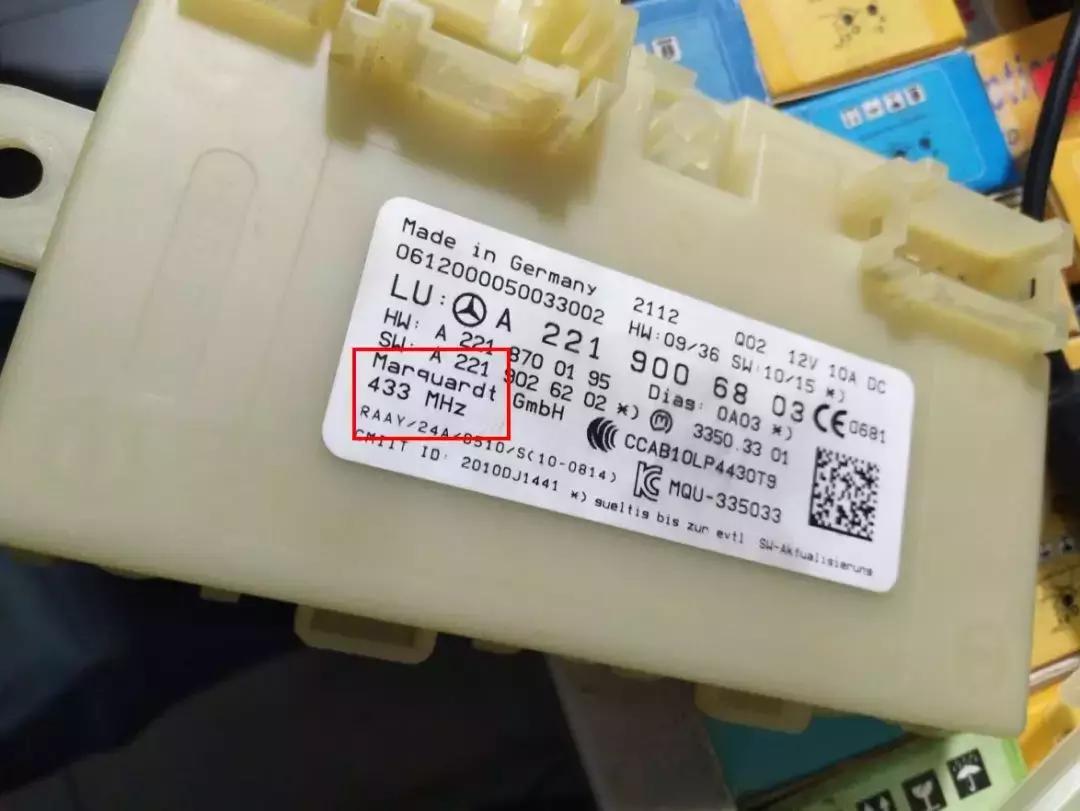 Made in Germany 2112 Q02 12V 10A DC
0612000050033002 HW:09/36 SW:10/15 *)
LU: A 221 900 68 03 CE 0681
HW: A 221 870 01 95 Diag: 0A03 *)
SW: A 221 902 62 02 *) M 3350.33 01
Marquardt GmbH CCAB10LP4430T9
433 MHz MQU-335033
RAAY/24A/0510/S(10-0814)
CMIIT ID: 2010DJ1441 *) gueltig bis zur evtl SW-Aktualisierung